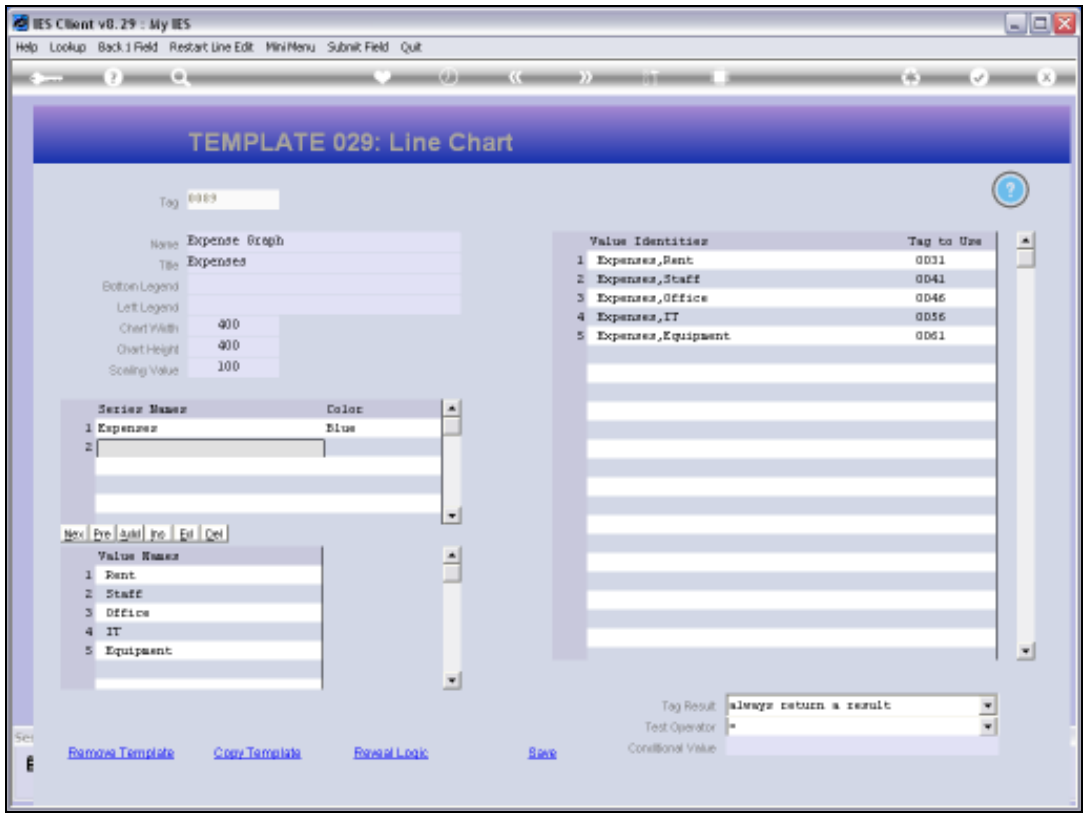 IES Client v8.29 : My IES
Help Lookup Back 1 Field Restart Line Edit MiniMenu Submit Field Quit
TEMPLATE 029: Line Chart
Tag 0009
Name Expense Graph
Title Expenses
Bottom Legend
Left Legend
Chart Width 400
Chart Height 400
Scaling Value 100
Series Names Color
1 Expenses Blue
2
Nex Pre Add Ins Ed Del
Value Names
1 Rent
2 Staff
3 Office
4 IT
5 Equipment
Value Identities Tag to Use
1 Expenses,Rent 0031
2 Expenses,Staff 0041
3 Expenses,Office 0046
4 Expenses,IT 0056
5 Expenses,Equipment 0061
Tag Result always return a result
Test Operator =
Conditional Value
Remove Template Copy Template Reveal Logic Save